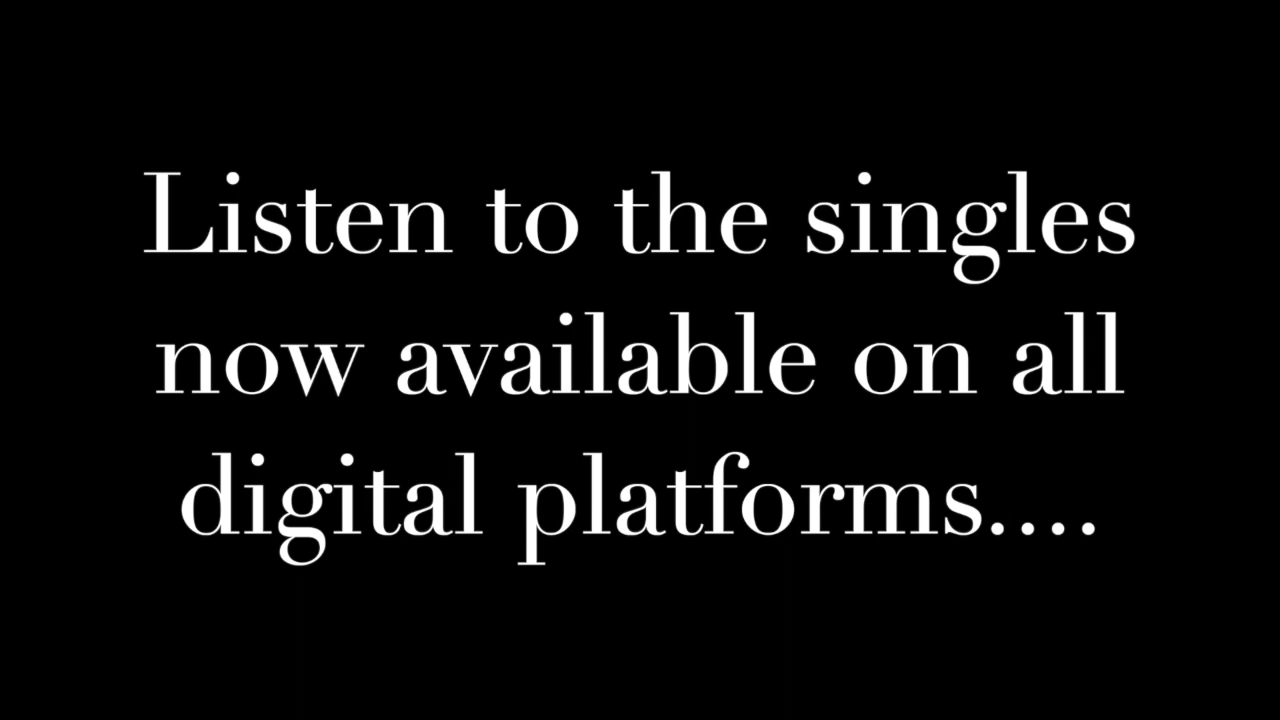 Listen to the singles
now available on all
digital platforms....